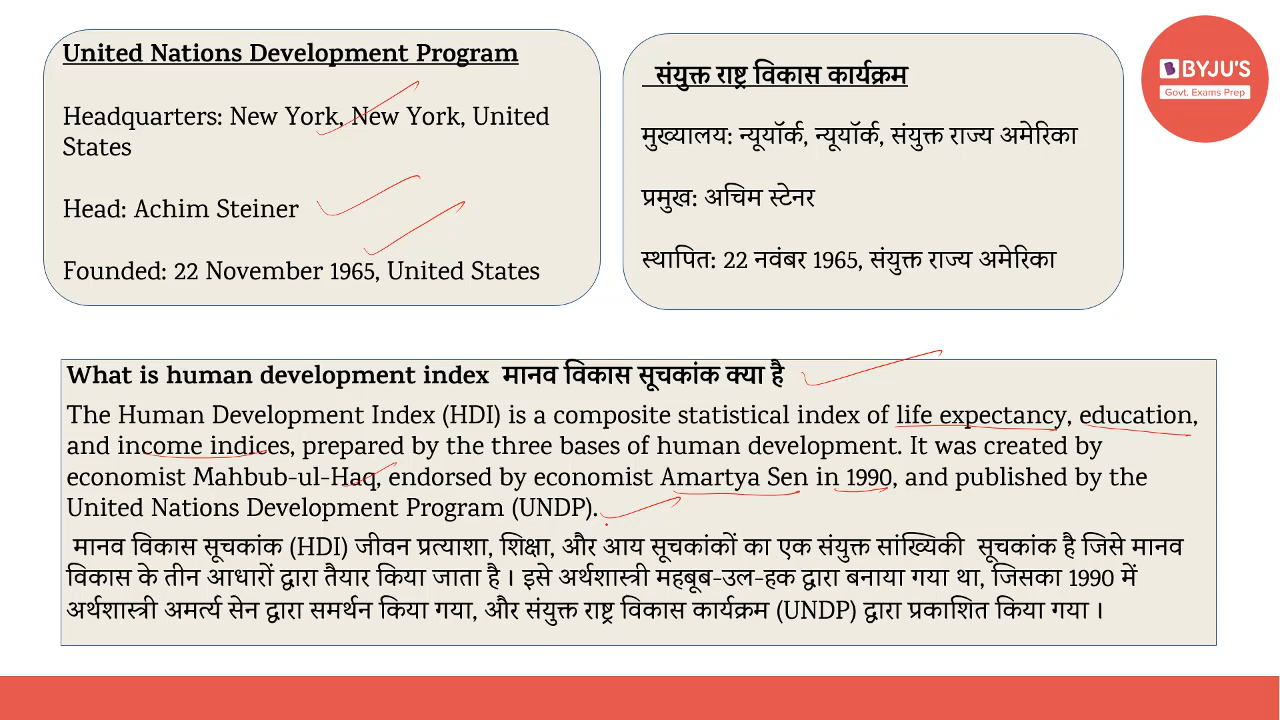 United Nations Development Program
Headquarters: New York, New York, United
States
Head: Achim Steiner
Founded: 22 November 1965, United States
संयुक्त राष्ट्र विकास कार्यक्रम
मुख्यालय: न्यूयॉर्क, न्यूयॉर्क, संयुक्त राज्य अमेरिका
प्रमुख: अचिम स्टेनर
स्थापित: 22 नवंबर 1965, संयुक्त राज्य अमेरिका
BYJU'S
Govt. Exams Prep
What is human development index मानव विकास सूचकांक क्या है
The Human Development Index (HDI) is a composite statistical index of life expectancy, education,
and income indices, prepared by the three bases of human development. It was created by
economist Mahbub-ul-Haq, endorsed by economist Amartya Sen in 1990, and published by the
United Nations Development Program (UNDP).
मानव विकास सूचकांक (HDI) जीवन प्रत्याशा, शिक्षा, और आय सूचकांकों का एक संयुक्त सांख्यिकी सूचकांक है जिसे मानव
विकास के तीन आधारों द्वारा तैयार किया जाता है । इसे अर्थशास्त्री महबूब-उल-हक द्वारा बनाया गया था, जिसका 1990 में
अर्थशास्त्री अमर्त्य सेन द्वारा समर्थन किया गया, और संयुक्त राष्ट्र विकास कार्यक्रम (UNDP) द्वारा प्रकाशित किया गया ।